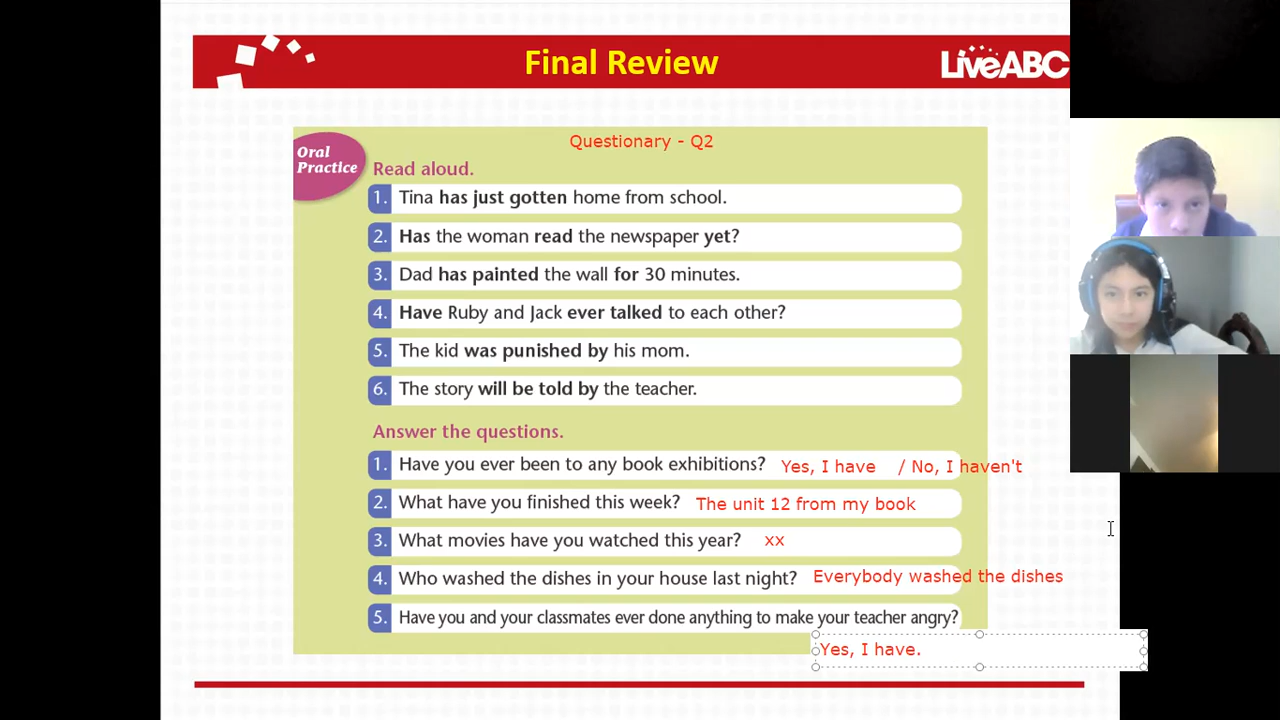 Final Review
LiveABC
Questionary - Q2
Oral
Practice
Read aloud.
1. Tina has just gotten home from school.
2. Has the woman read the newspaper yet?
3. Dad has painted the wall for 30 minutes.
4. Have Ruby and Jack ever talked to each other?
5. The kid was punished by his mom.
6. The story will be told by the teacher.
Answer the questions.
1. Have you ever been to any book exhibitions? Yes, I have / No, I haven't
2. What have you finished this week? The unit 12 from my book
3. What movies have you watched this year? xx
4. Who washed the dishes in your house last night? Everybody washed the dishes
5. Have you and your classmates ever done anything to make your teacher angry?
Yes, I have.